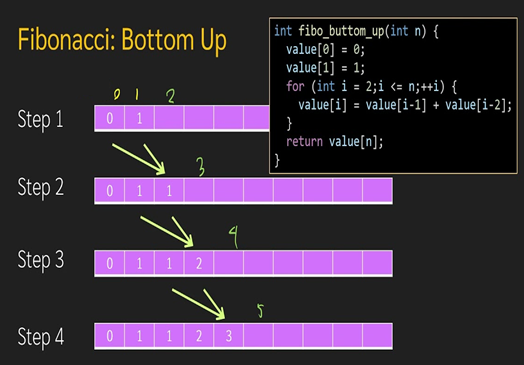 Fibonacci: Bottom Up
int fibo_buttom_up(int n) {
value[0] = 0;
value[1] = 1;
for (int i = 2;i <= n;++i) {
value[i] = value[i-1] + value[i-2];
}
return value[n];
}
0 1 2
Step 1 0 1
3
Step 2 0 1 1
4
Step 3 0 1 1 2
5
Step 4 0 1 1 2 3